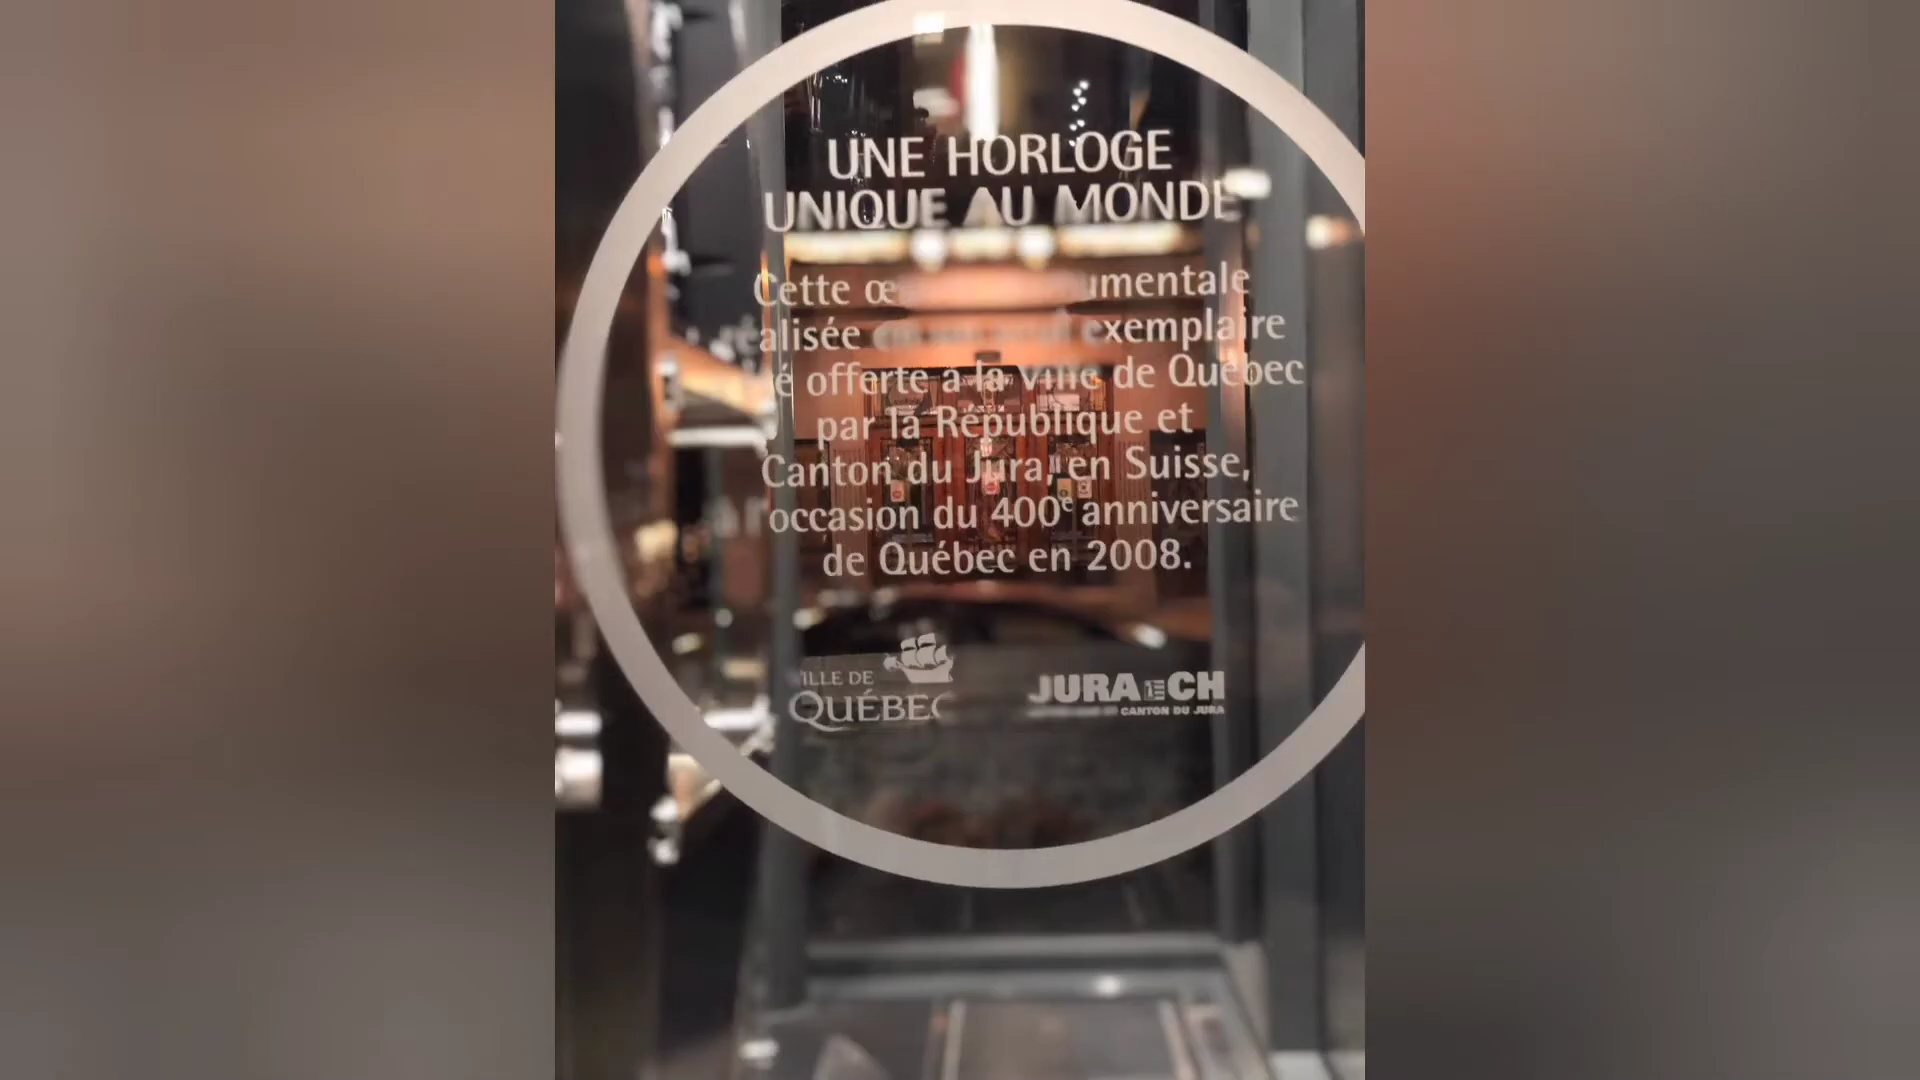 UNE HORLOGE
UNIQUE AU MONDE
Cette umentale
alisée exemplaire
é offerte à la ville de Québec
par la République et
Canton du Jura, en Suisse,
occasion du 400e anniversaire
de Québec en 2008.
ILLE DE
QUÉBEC
JURA CH
CANTON DU JURA